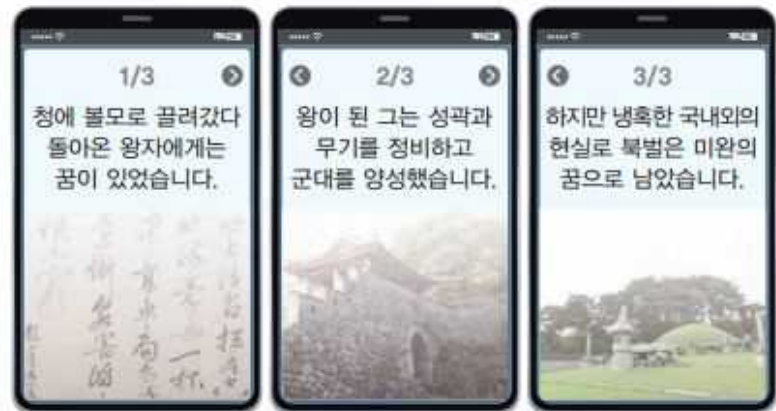 1/3
청에 볼모로 끌려갔다
돌아온 왕자에게는
꿈이 있었습니다.
2/3
왕이 된 그는 성곽과
무기를 정비하고
군대를 양성했습니다.
3/3
하지만 냉혹한 국내외의
현실로 북벌은 미완의
꿈으로 남았습니다.